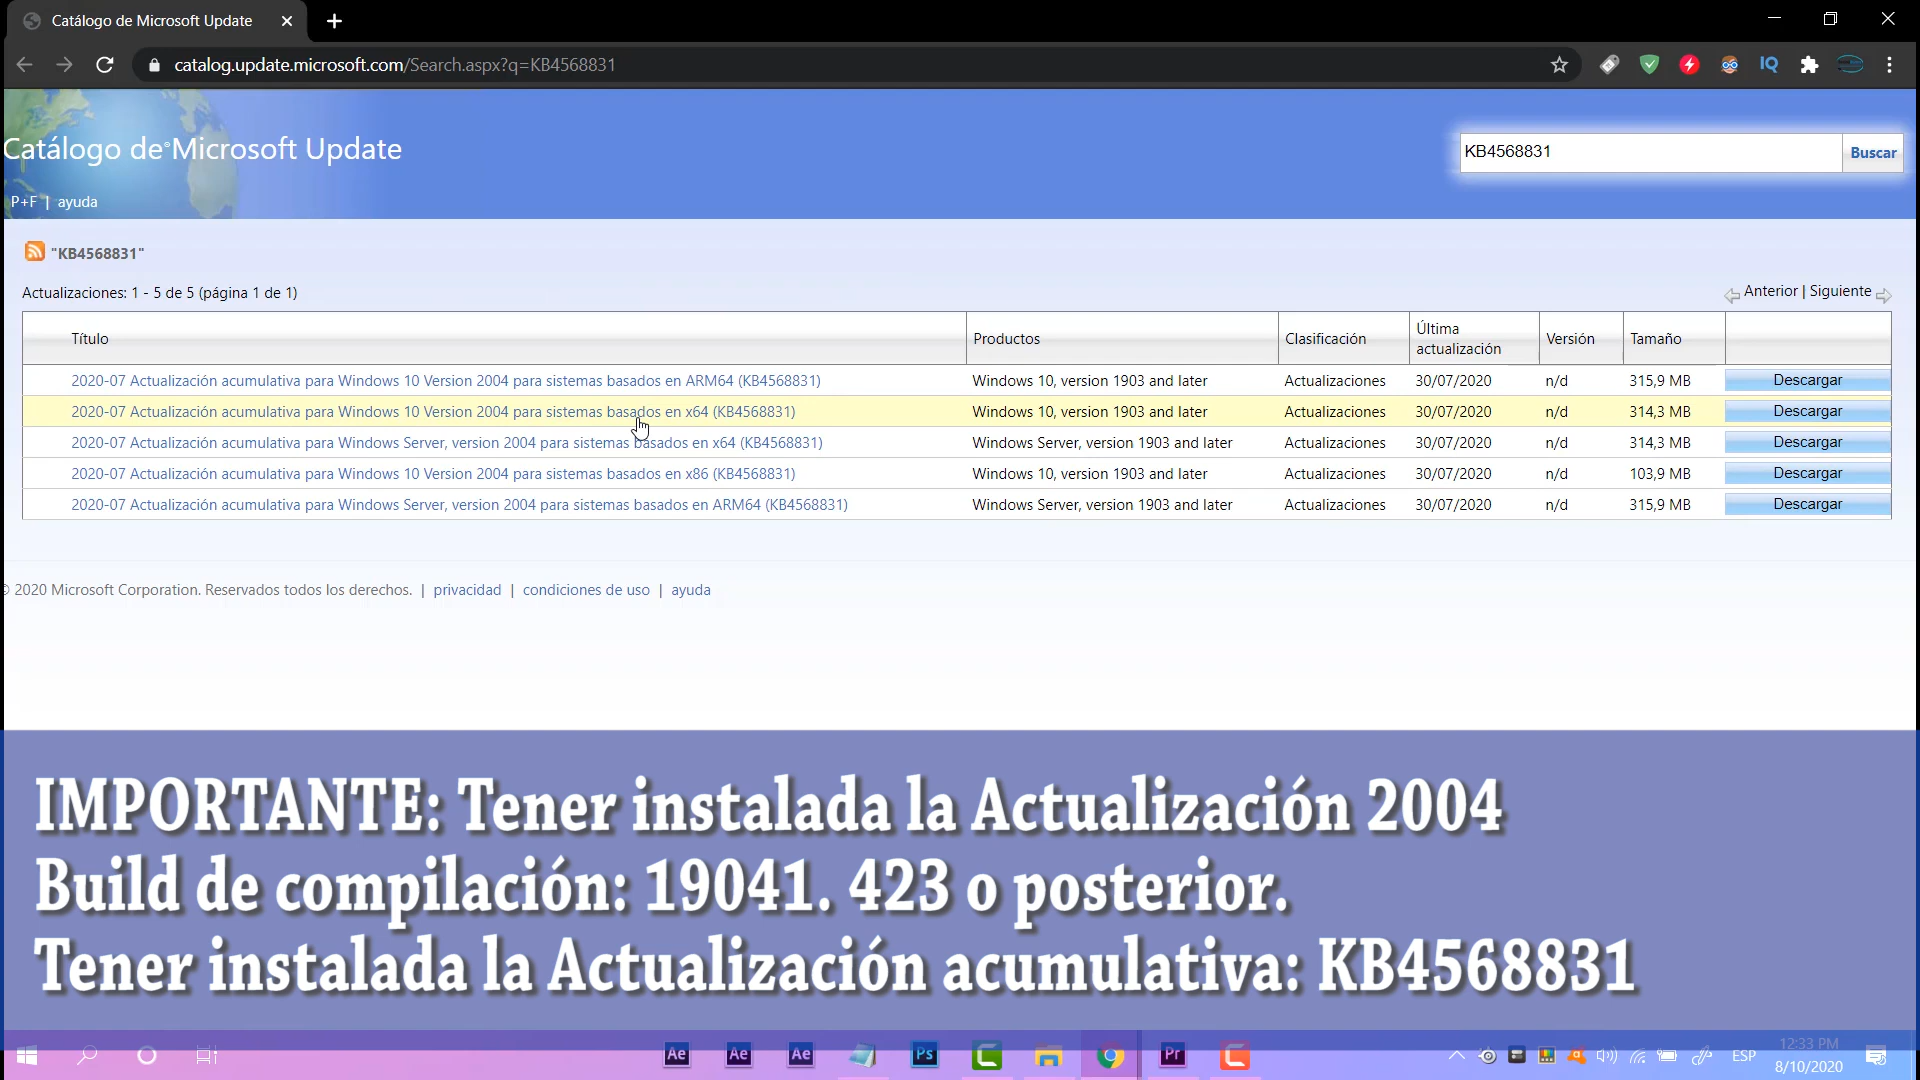 Catálogo de Microsoft Update
catalog.update.microsoft.com/Search.aspx?q=KB4568831
IQ
Catálogo de Microsoft Update
KB4568831
Buscar
P+F | ayuda
"KB4568831"
Actualizaciones: 1 - 5 de 5 (página 1 de 1)
Anterior | Siguiente
Título Productos Clasificación Última actualización Versión Tamaño
2020-07 Actualización acumulativa para Windows 10 Version 2004 para sistemas basados en ARM64 (KB4568831) Windows 10, version 1903 and later Actualizaciones 30/07/2020 n/d 315,9 MB Descargar
2020-07 Actualización acumulativa para Windows 10 Version 2004 para sistemas basados en x64 (KB4568831) Windows 10, version 1903 and later Actualizaciones 30/07/2020 n/d 314,3 MB Descargar
2020-07 Actualización acumulativa para Windows Server, version 2004 para sistemas basados en x64 (KB4568831) Windows Server, version 1903 and later Actualizaciones 30/07/2020 n/d 314,3 MB Descargar
2020-07 Actualización acumulativa para Windows 10 Version 2004 para sistemas basados en x86 (KB4568831) Windows 10, version 1903 and later Actualizaciones 30/07/2020 n/d 103,9 MB Descargar
2020-07 Actualización acumulativa para Windows Server, version 2004 para sistemas basados en ARM64 (KB4568831) Windows Server, version 1903 and later Actualizaciones 30/07/2020 n/d 315,9 MB Descargar
© 2020 Microsoft Corporation. Reservados todos los derechos. | privacidad | condiciones de uso | ayuda
IMPORTANTE: Tener instalada la Actualización 2004
Build de compilación: 19041. 423 o posterior.
Tener instalada la Actualización acumulativa: KB4568831
Ae Ae Ae Ps Pr ESP
12:33 PM
8/10/2020